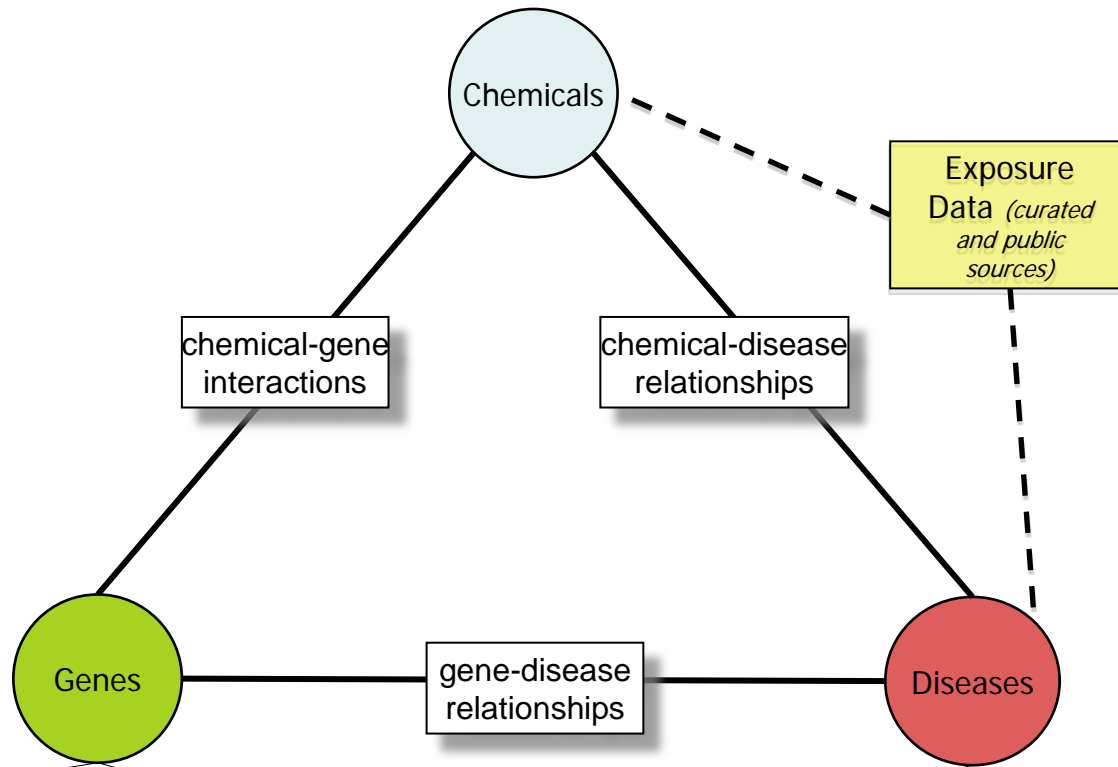 Chemicals
Exposure
Data (curated
and public
sources)
chemical-gene
interactions
chemical-disease
relationships
Genes
gene-disease
relationships
Diseases